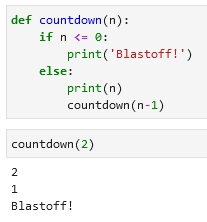 def countdown(n):
    if n <= 0:
        print('Blastoff!')
    else:
        print(n)
        countdown(n-1)
countdown(2)
2
1
Blastoff!